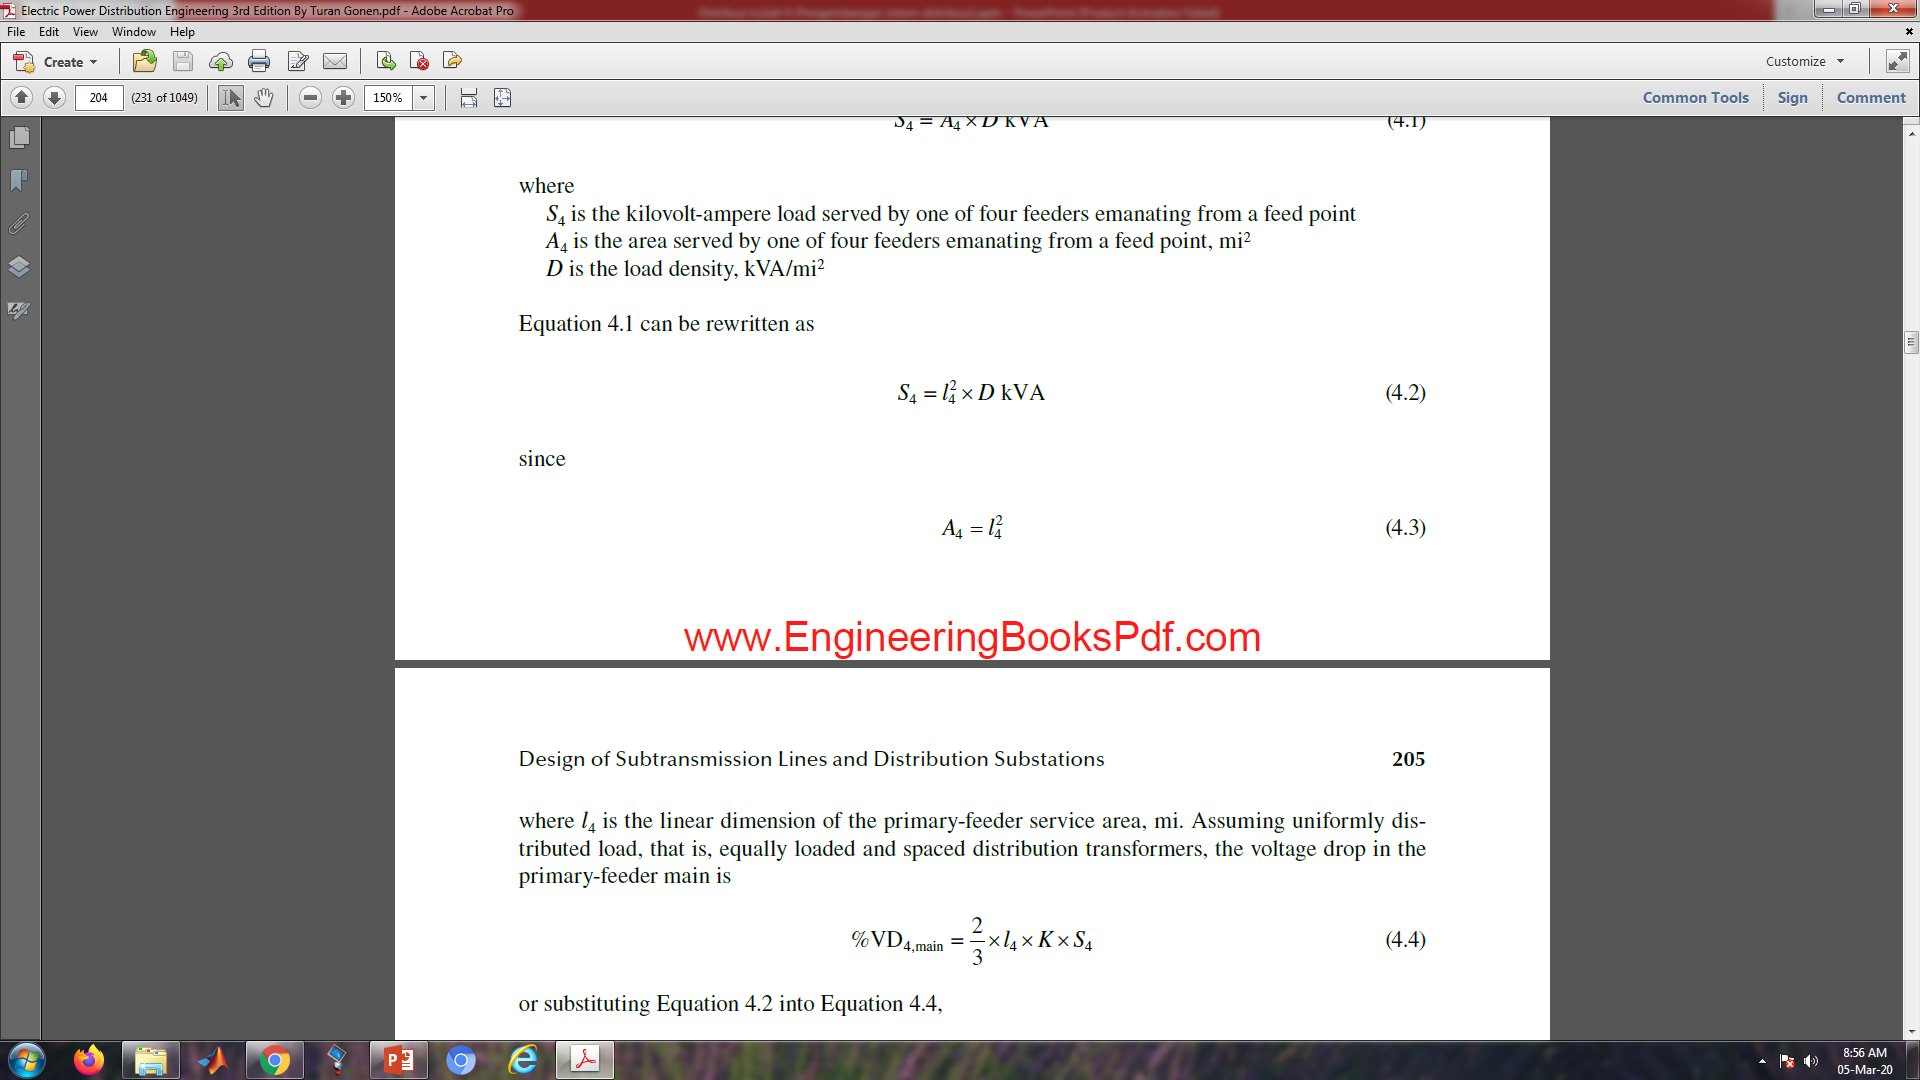 Electric Power Distribution Engineering 3rd Edition By Turan Gonen.pdf - Adobe Acrobat Pro
File Edit View Window Help
Create
Customize
204 (231 of 1049) 150%
Common Tools Sign Comment
S4 = A4 × D kVA (4.1)
where
S4 is the kilovolt-ampere load served by one of four feeders emanating from a feed point
A4 is the area served by one of four feeders emanating from a feed point, mi²
D is the load density, kVA/mi²
Equation 4.1 can be rewritten as
S4 = l4² × D kVA (4.2)
since
A4 = l4² (4.3)
www.EngineeringBooksPdf.com
Design of Subtransmission Lines and Distribution Substations 205
where l4 is the linear dimension of the primary-feeder service area, mi. Assuming uniformly dis-
tributed load, that is, equally loaded and spaced distribution transformers, the voltage drop in the
primary-feeder main is
%VD4,main = 2/3 × l4 × K × S4 (4.4)
or substituting Equation 4.2 into Equation 4.4,
8:56 AM
05-Mar-20